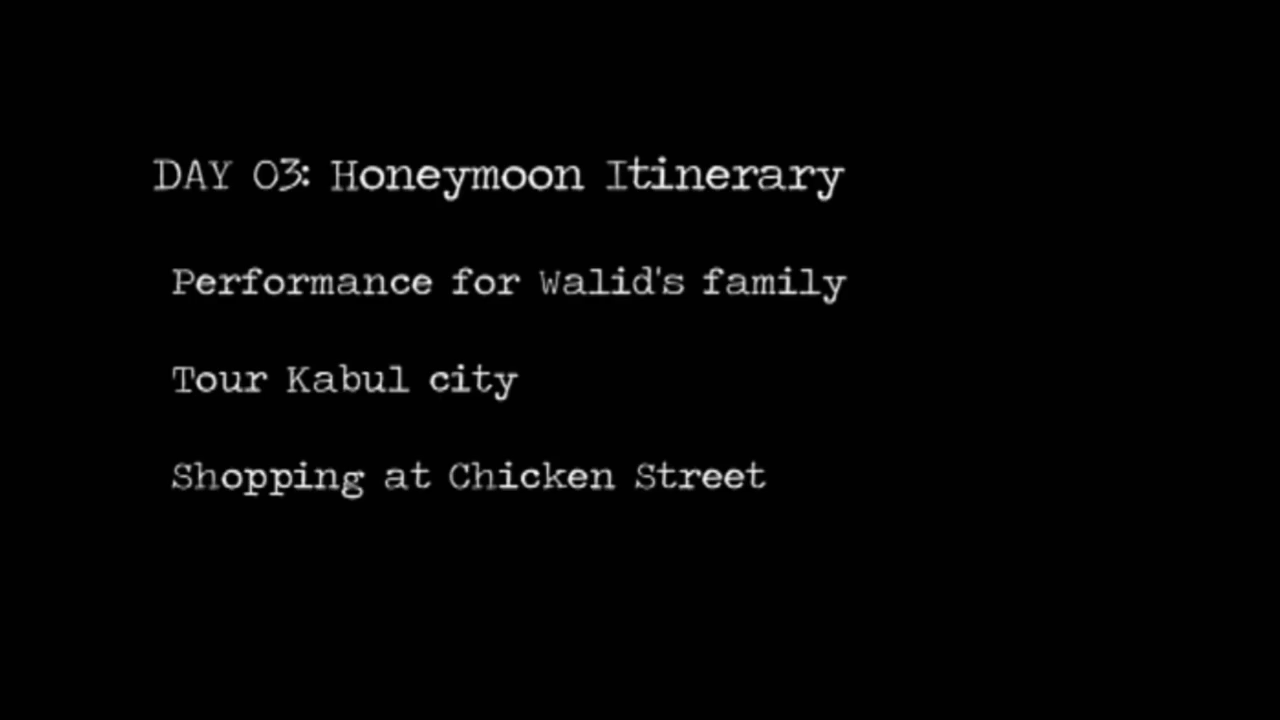 DAY 03: Honeymoon Itinerary
Performance for Walid's family
Tour Kabul city
Shopping at Chicken Street